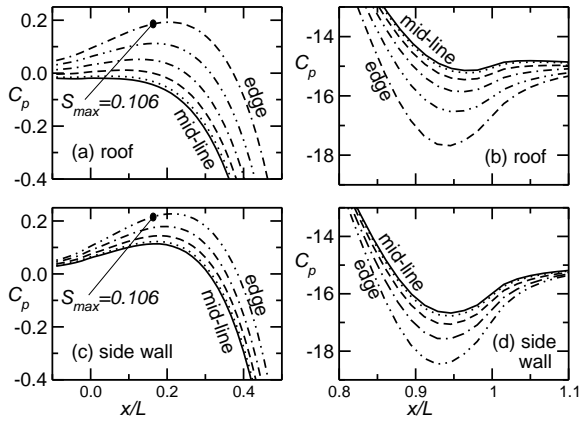 0.2
0.0
-0.2
-0.4
C_p
S_max=0.106
edge
mid-line
(a) roof
-14
-15
-16
-17
-18
C_p
mid-line
edge
(b) roof
0.2
0.0
-0.2
-0.4
C_p
S_max=0.106
edge
mid-line
(c) side wall
0.0
0.2
0.4
x/L
-14
-16
-18
C_p
mid-line
edge
(d) side
wall
0.8
0.9
1
1.1
x/L